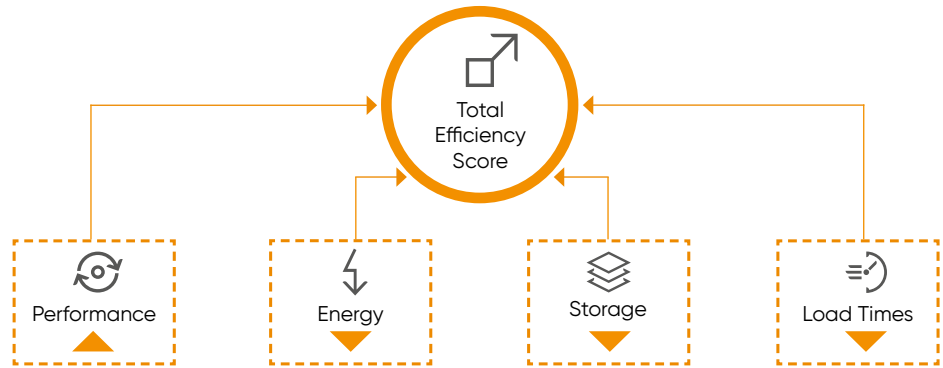 Total
Efficiency
Score
Performance
Energy
Storage
Load Times